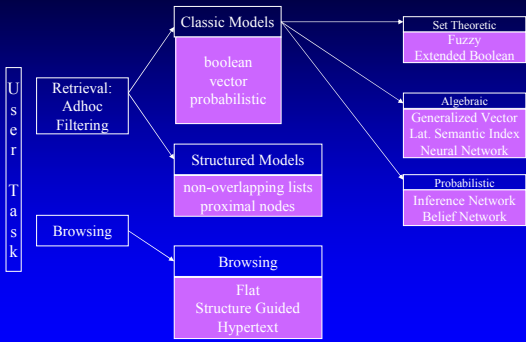 User Task
Retrieval:
Adhoc
Filtering
Browsing
Classic Models
boolean
vector
probabilistic
Structured Models
non-overlapping lists
proximal nodes
Browsing
Flat
Structure Guided
Hypertext
Set Theoretic
Fuzzy
Extended Boolean
Algebraic
Generalized Vector
Lat. Semantic Index
Neural Network
Probabilistic
Inference Network
Belief Network